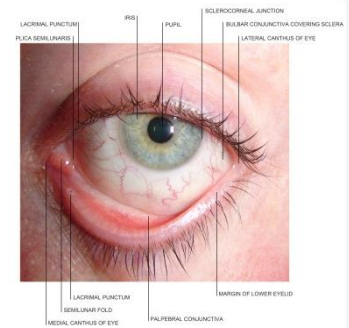 SCLEROCORNEAL JUNCTION
IRIS
LACRIMAL PUNCTUM
PUPIL
BULBAR CONJUNCTIVA COVERING SCLERA
PLICA SEMILUNARIS
LATERAL CANTHUS OF EYE
LACRIMAL PUNCTUM
MARGIN OF LOWER EYELID
SEMILUNAR FOLD
PALPEBRAL CONJUNCTIVA
MEDIAL CANTHUS OF EYE